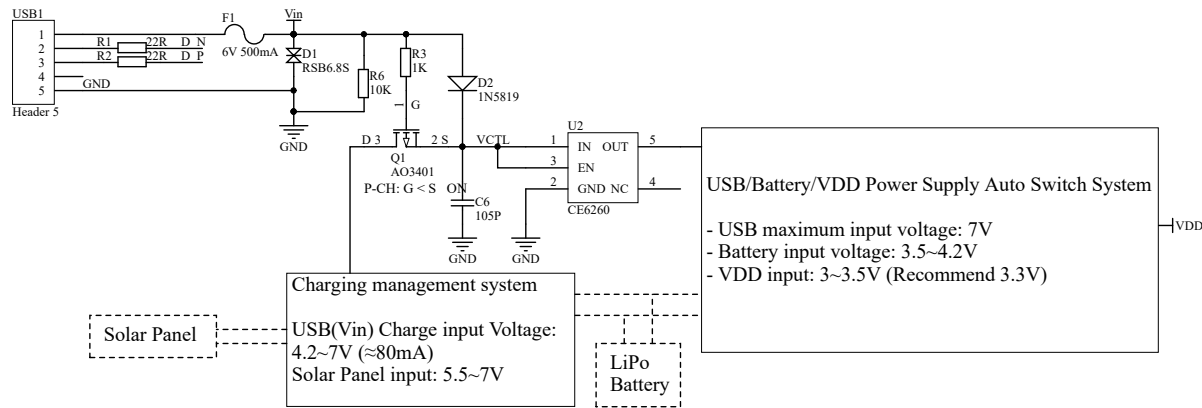 USB1
1
2
3
4
5
Header 5
R1 22R D_N
R2 22R D_P
GND
F1
6V 500mA
Vin
D1
RSB6.8S
R6
10K
R3
1K
D2
1N5819
GND
1 G
D 3
2 S
Q1
AO3401
P-CH: G < S ON
VCTL
C6
105P
GND
U2
1 IN OUT 5
3 EN
2 GND NC 4
CE6260
GND
USB/Battery/VDD Power Supply Auto Switch System
- USB maximum input voltage: 7V
- Battery input voltage: 3.5~4.2V
- VDD input: 3~3.5V (Recommend 3.3V)
VDD
Charging management system
USB(Vin) Charge input Voltage:
4.2~7V (≈80mA)
Solar Panel input: 5.5~7V
Solar Panel
LiPo
Battery